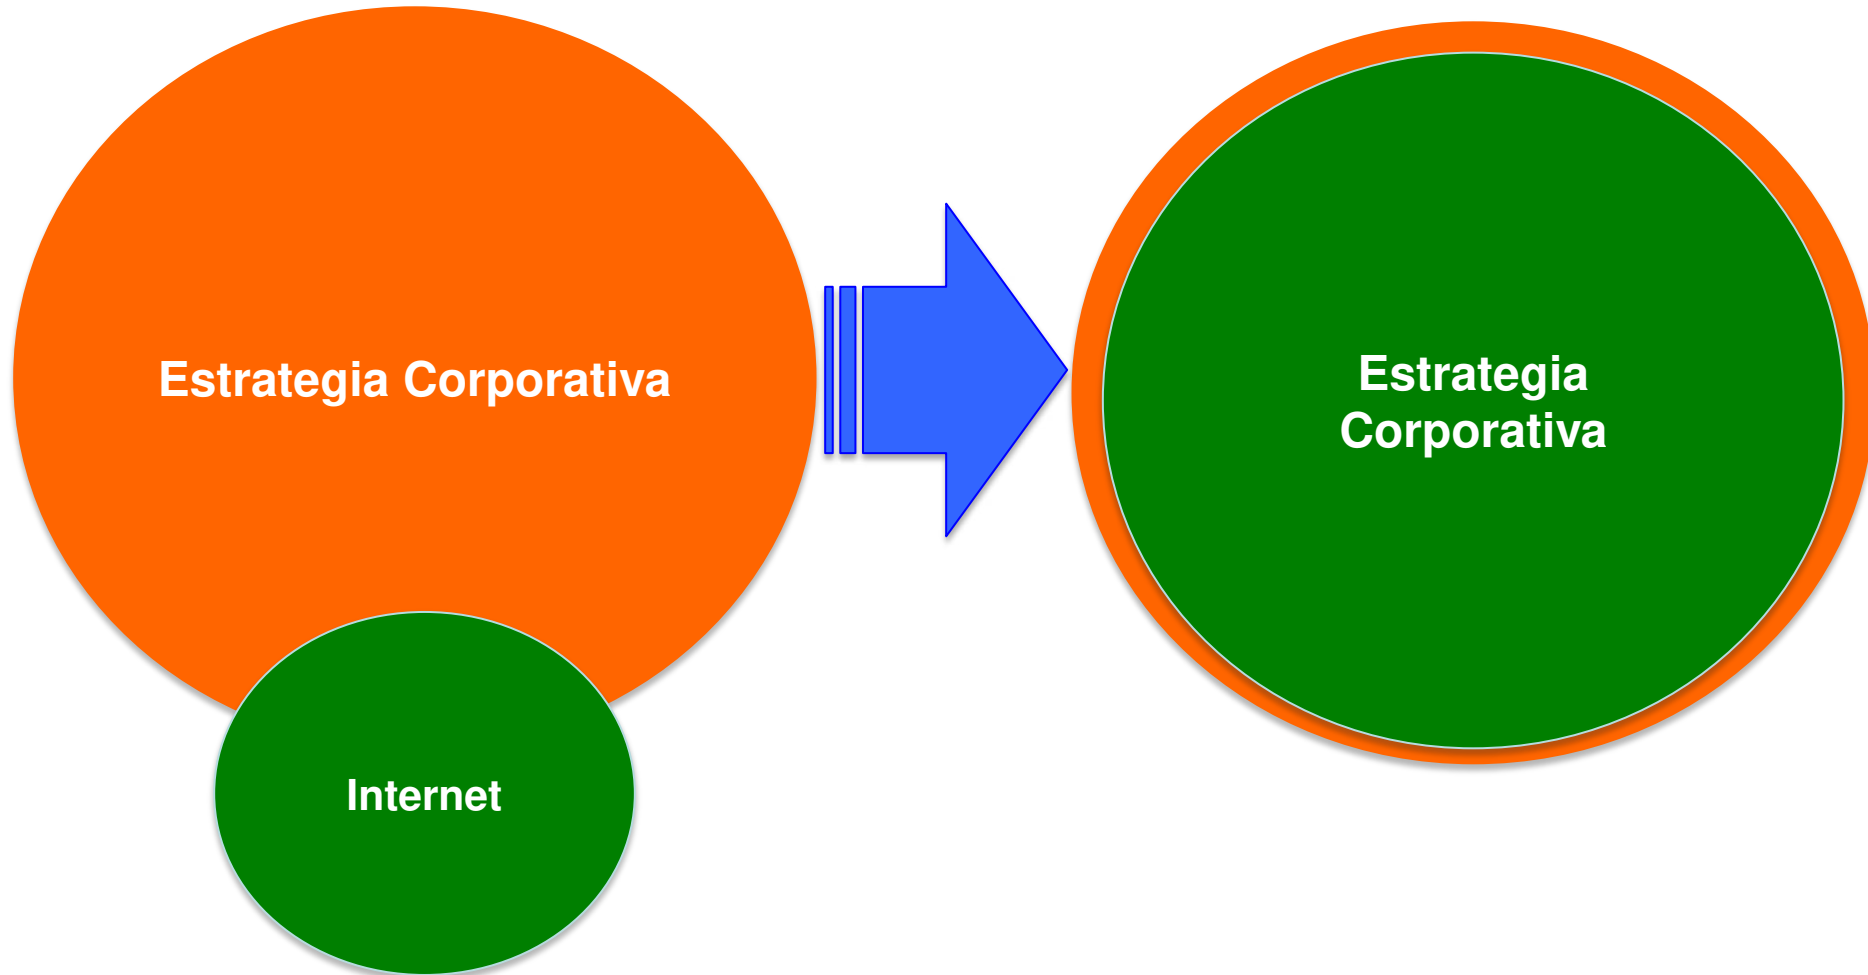 Estrategia Corporativa
Internet
Estrategia
Corporativa